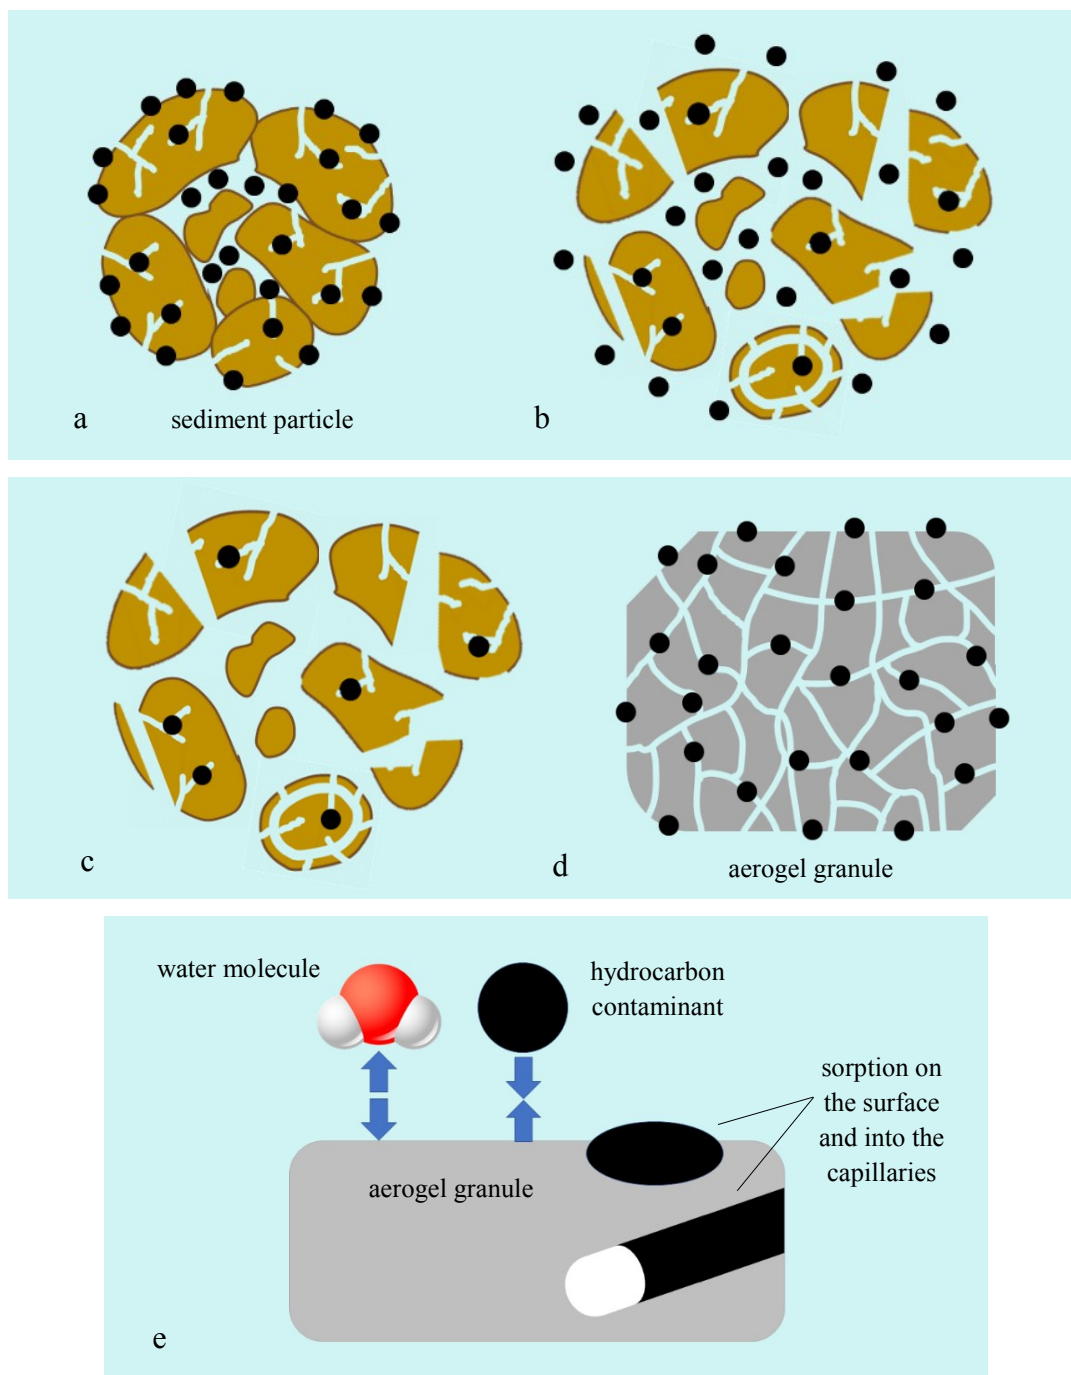 a
sediment particle
b
c
d
aerogel granule
water molecule
hydrocarbon
contaminant
sorption on
the surface
and into the
capillaries
aerogel granule
e